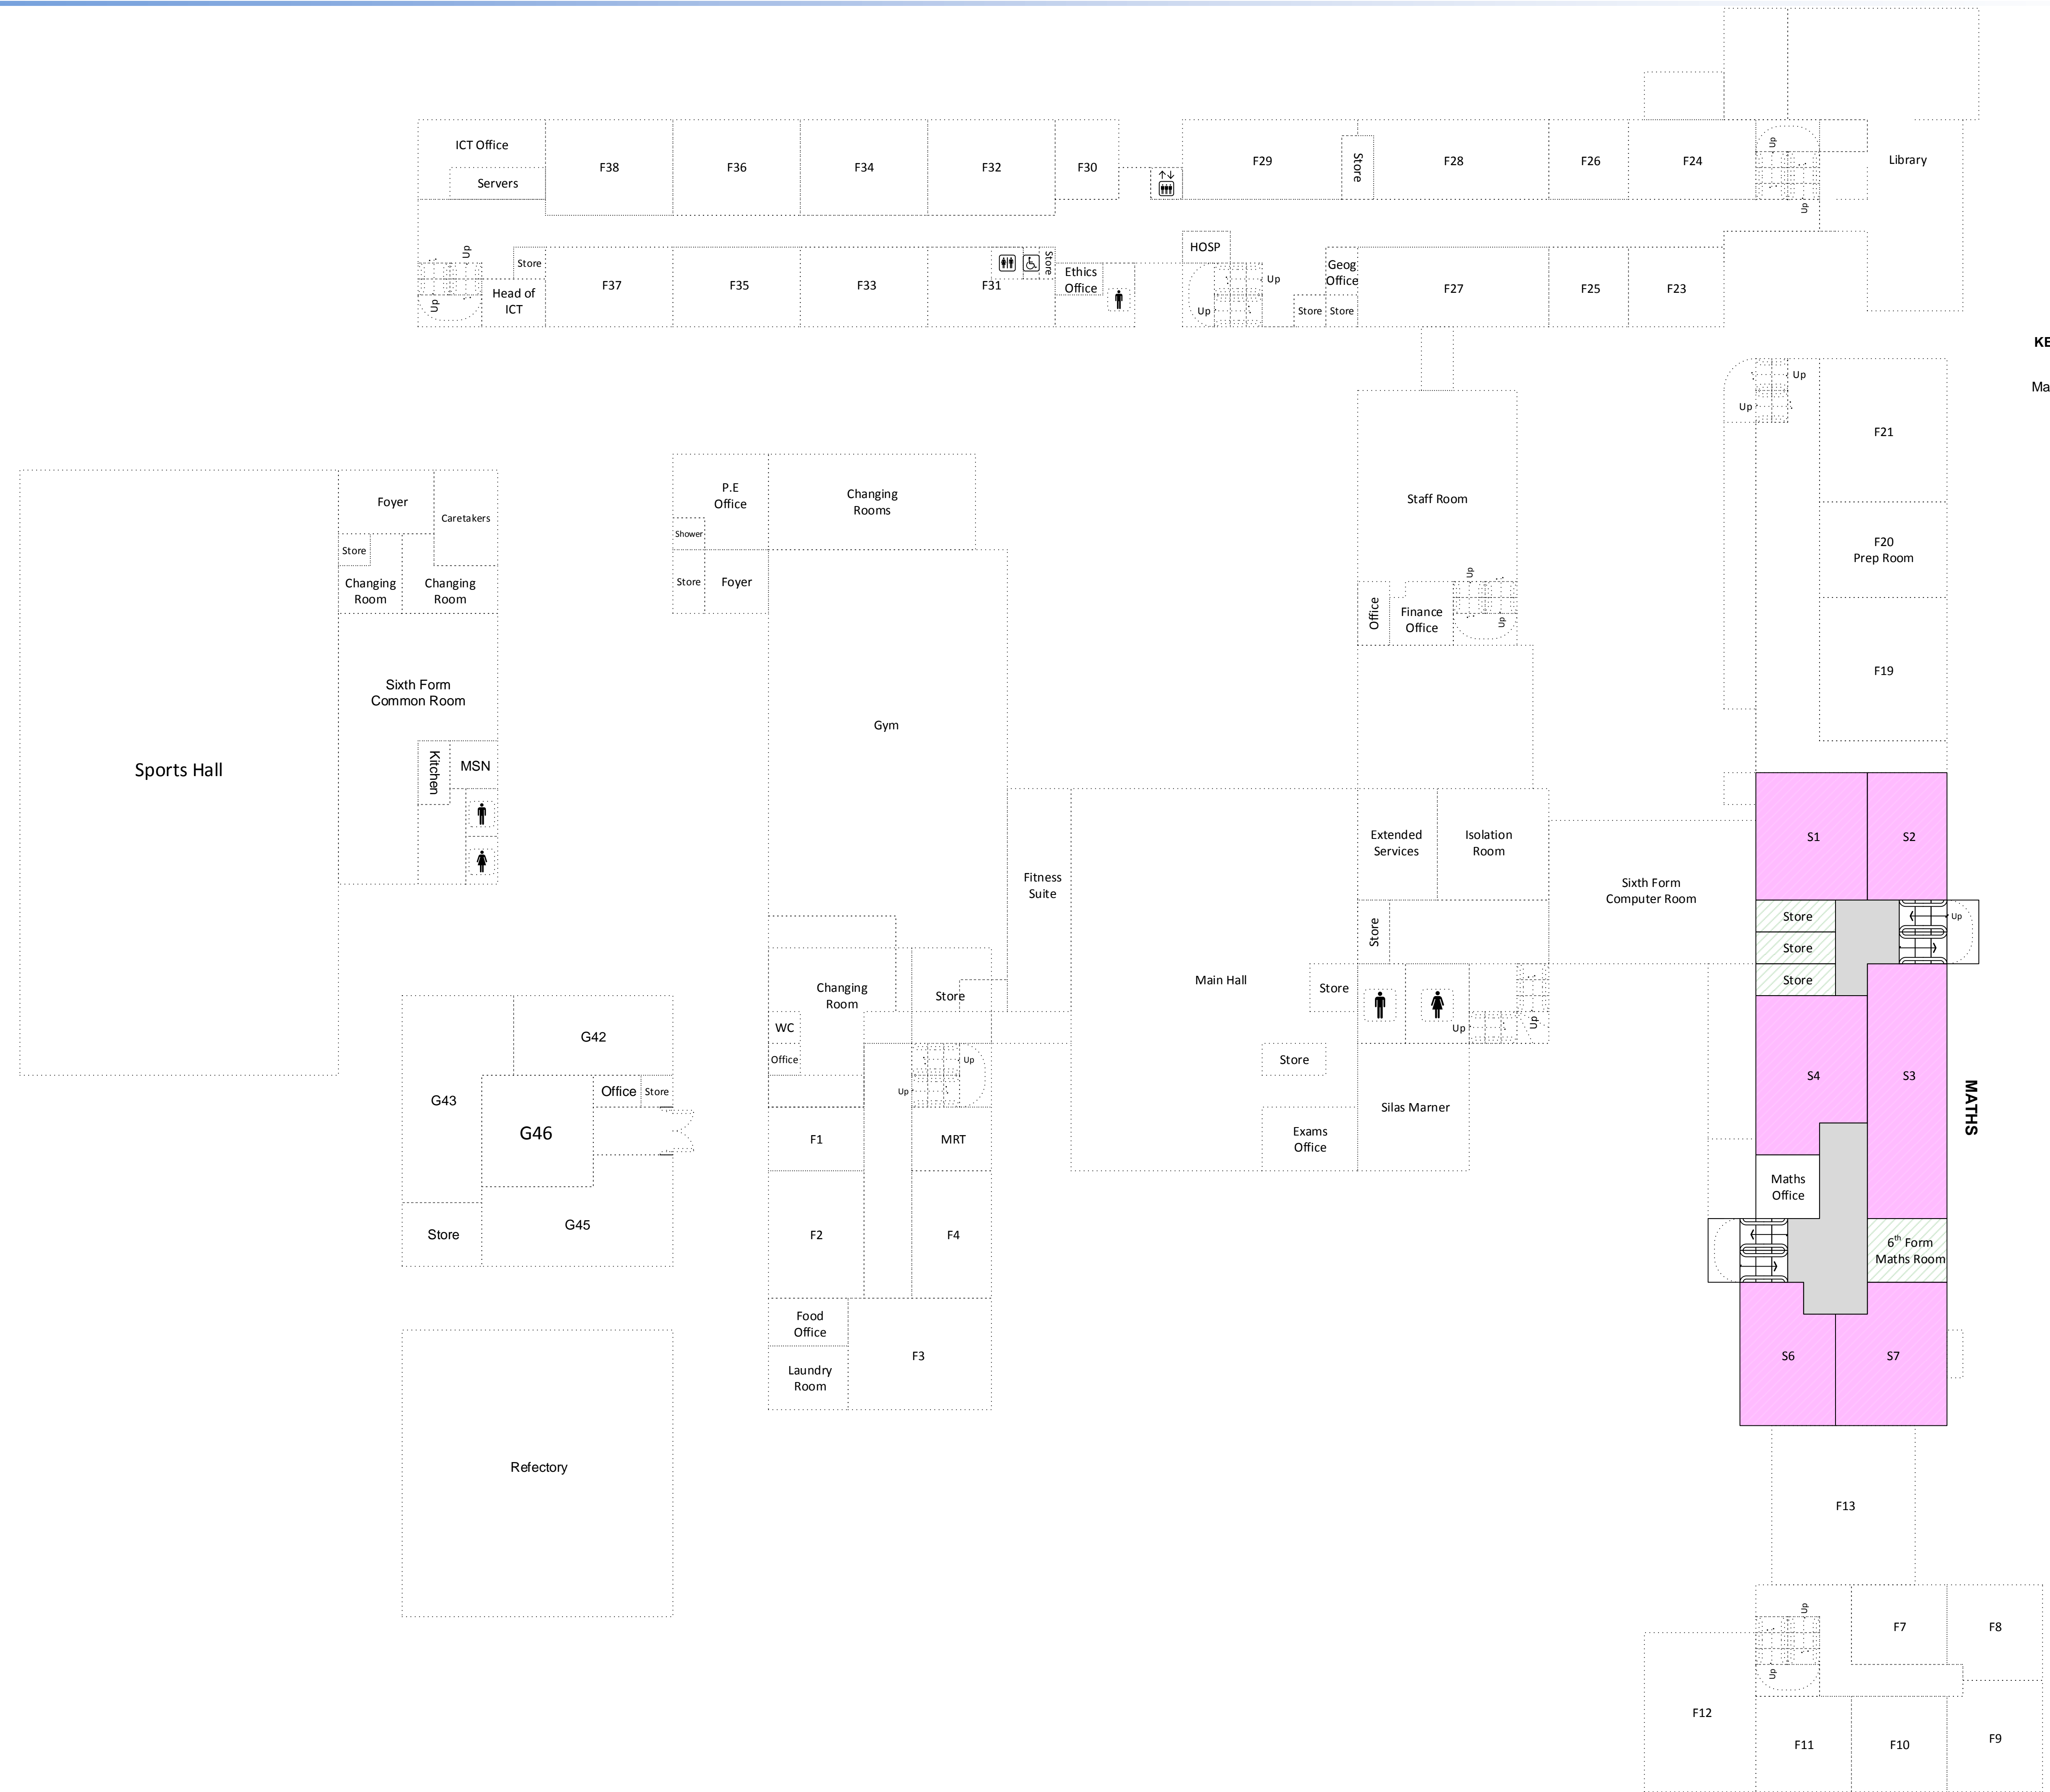 ICT Office
Servers
F38
F36
F34
F32
F30
F29
Store
F28
F26
F24
Up
Up
Library
Up
Up
Store
Head of
ICT
F37
F35
F33
F31
Store
Ethics
Office
HOSP
Up
Up
Geog
Office
Store
Store
F27
F25
F23
KE
Ma
Up
Up
F21
F20
Prep Room
F19
Staff Room
Office
Finance
Office
Up
Up
P.E
Office
Changing
Rooms
Shower
Store
Foyer
Gym
Foyer
Caretakers
Store
Changing
Room
Changing
Room
Sixth Form
Common Room
Kitchen
MSN
Sports Hall
Fitness
Suite
Main Hall
Extended
Services
Isolation
Room
Store
Sixth Form
Computer Room
Store
Up
Up
Store
Silas Marner
Exams
Office
S1
S2
Store
Store
Store
Up
S4
S3
MATHS
Maths
Office
6th Form
Maths Room
S6
S7
Changing
Room
Store
WC
Office
Up
Up
F1
MRT
F2
F4
Food
Office
Laundry
Room
F3
G42
G43
Office
Store
G46
G45
Store
Refectory
F13
Up
Up
F7
F8
F12
F11
F10
F9